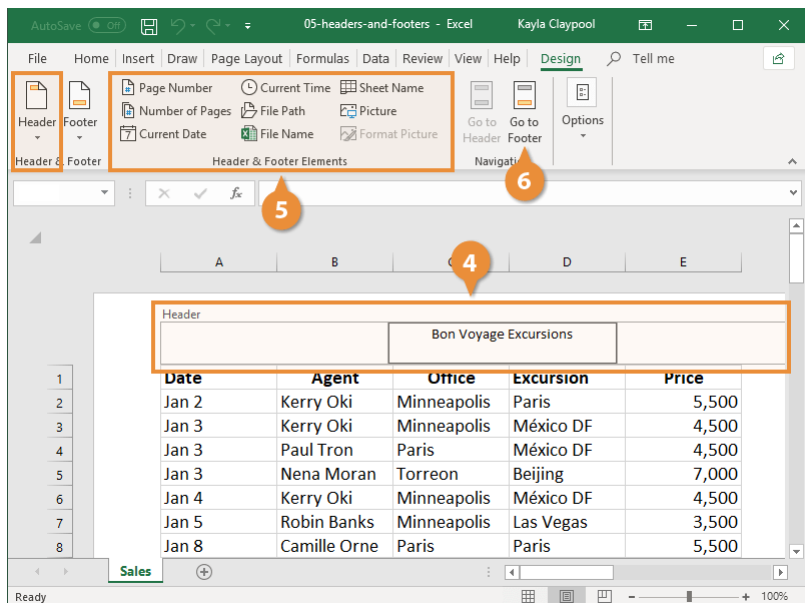 AutoSave Off 05-headers-and-footers - Excel Kayla Claypool
File Home Insert Draw Page Layout Formulas Data Review View Help Design Tell me
Page Number Current Time Sheet Name
Header Footer Number of Pages File Path Picture Go to Header Go to Footer Options
7 Current Date File Name Format Picture
Header & Footer Header & Footer Elements
6
fx
5
4
A B D E
Header
Bon Voyage Excursions
1 Date Agent Office Excursion Price
2 Jan 2 Kerry Oki Minneapolis Paris 5,500
3 Jan 3 Kerry Oki Minneapolis México DF 4,500
4 Jan 3 Paul Tron Paris México DF 4,500
5 Jan 3 Nena Moran Torreon Beijing 7,000
6 Jan 4 Kerry Oki Minneapolis México DF 4,500
7 Jan 5 Robin Banks Minneapolis Las Vegas 3,500
8 Jan 8 Camille Orne Paris Paris 5,500
Sales
Ready 100%